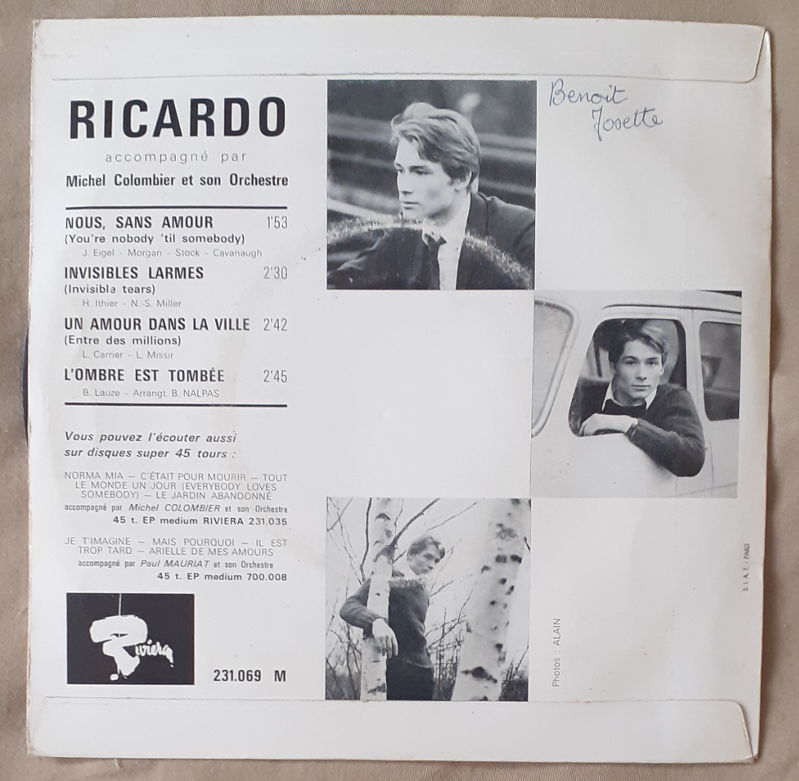 RICARDO
accompagné par
Michel Colombier et son Orchestre
NOUS, SANS AMOUR 1'53
(You're nobody 'til somebody)
J. Eigel - Morgan - Stock - Cavanaugh
INVISIBLES LARMES 2'30
(Invisible tears)
H. Ithier - N.-S. Miller
UN AMOUR DANS LA VILLE 2'42
(Entre des millions)
L. Carrier - L. Missir
L'OMBRE EST TOMBÉE 2'45
B. Lauze - Arrangt. B. NALPAS
Vous pouvez l'écouter aussi
sur disques super 45 tours :
NORMA MIA – C'ÉTAIT POUR MOURIR – TOUT
LE MONDE UN JOUR (EVERYBODY LOVES
SOMEBODY) – LE JARDIN ABANDONNÉ
accompagné par Michel COLOMBIER et son Orchestre
45 t. EP medium RIVIERA 231.035
JE T'IMAGINE – MAIS POURQUOI – IL EST
TROP TARD – ARIELLE DE MES AMOURS
accompagné par Paul MAURIAT et son Orchestre
45 t. EP medium 700.008
Riviera
231.069 M
Benoit
Josette
Photos : ALAIN
S.I.A.T. - PARIS